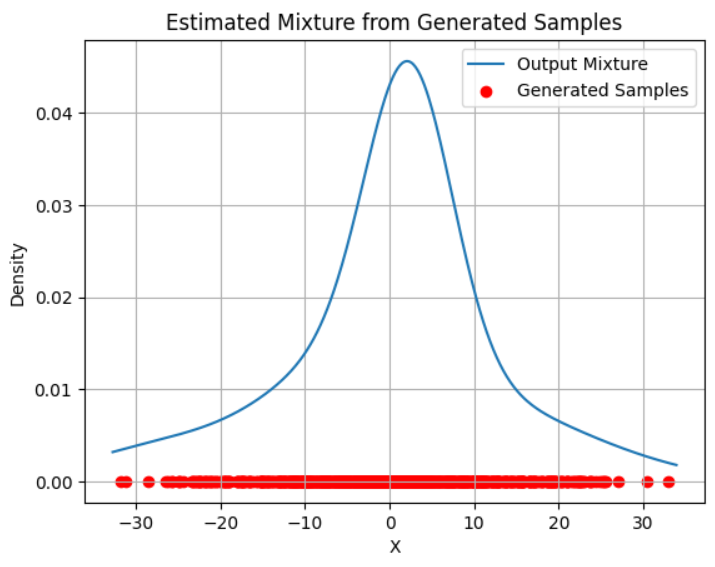 Estimated Mixture from Generated Samples
Output Mixture
Generated Samples
0.04
0.03
0.02
0.01
0.00
Density
−30
−20
−10
0
10
20
30
X